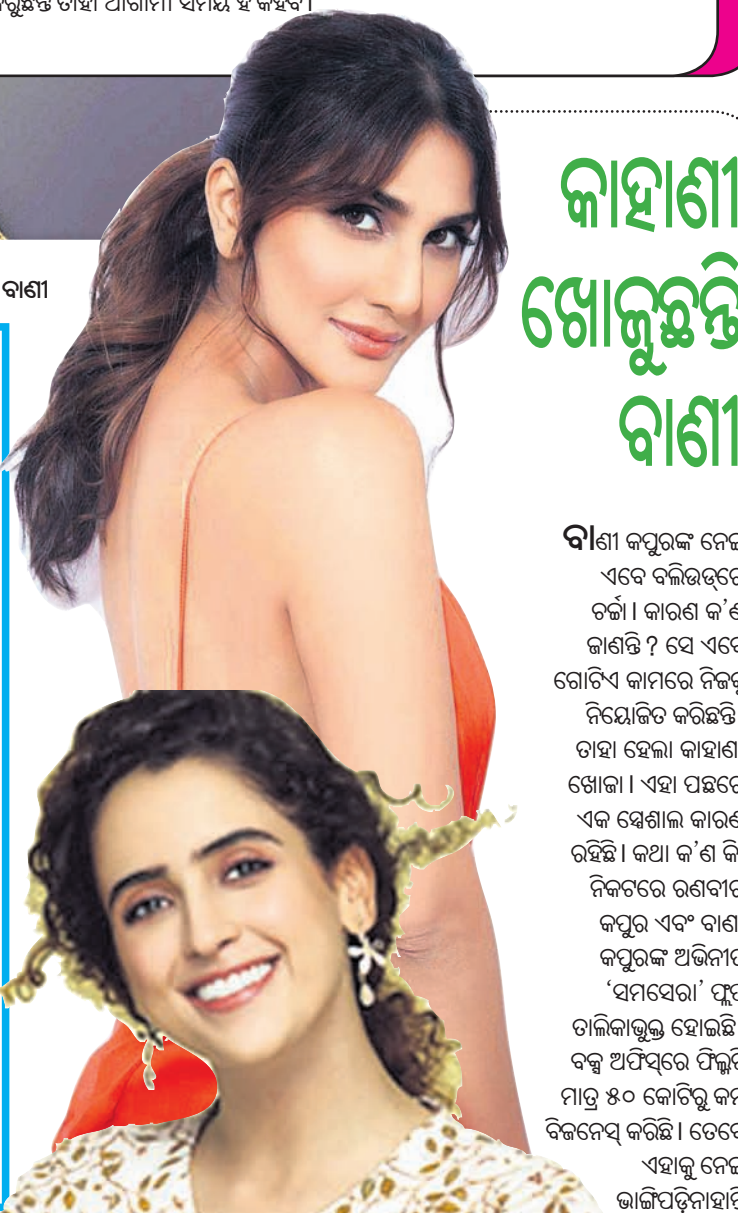 ବାଣୀ
କାହାଣୀ
ଖୋଜୁଛନ୍ତି
ବାଣୀ
ବାଣୀ କପୁରଙ୍କ ନେଇ
ଏବେ ବଲିଉଡ୍‌ରେ
ଚର୍ଚ୍ଚା । କାରଣ କ'ଣ
ଜାଣନ୍ତି ? ସେ ଏବେ
ଗୋଟିଏ କାମରେ ନିଜକୁ
ନିୟୋଜିତ କରିଛନ୍ତି
ତାହା ହେଲା କାହାଣୀ
ଖୋଜା । ଏହା ପଛରେ
ଏକ ସ୍ପେଶାଲ କାରଣ
ରହିଛି । କଥା କ'ଣ କି
ନିକଟରେ ରଣବୀର
କପୁର ଏବଂ ବାଣୀ
କପୁରଙ୍କ ଅଭିନୀତ
'ସମସେରା' ଫ୍ଲପ
ତାଲିକାଭୁକ୍ତ ହୋଇଛି
ବକ୍ସ ଅଫିସ୍‌ରେ ଫିଲ୍ମଟି
ମାତ୍ର ୫୦ କୋଟିରୁ କମ
ବିଜନେସ୍ କରିଛି । ତେବେ
ଏହାକୁ ନେଇ
ଭାଙ୍ଗିପଡ଼ିନାହାନ୍ତି